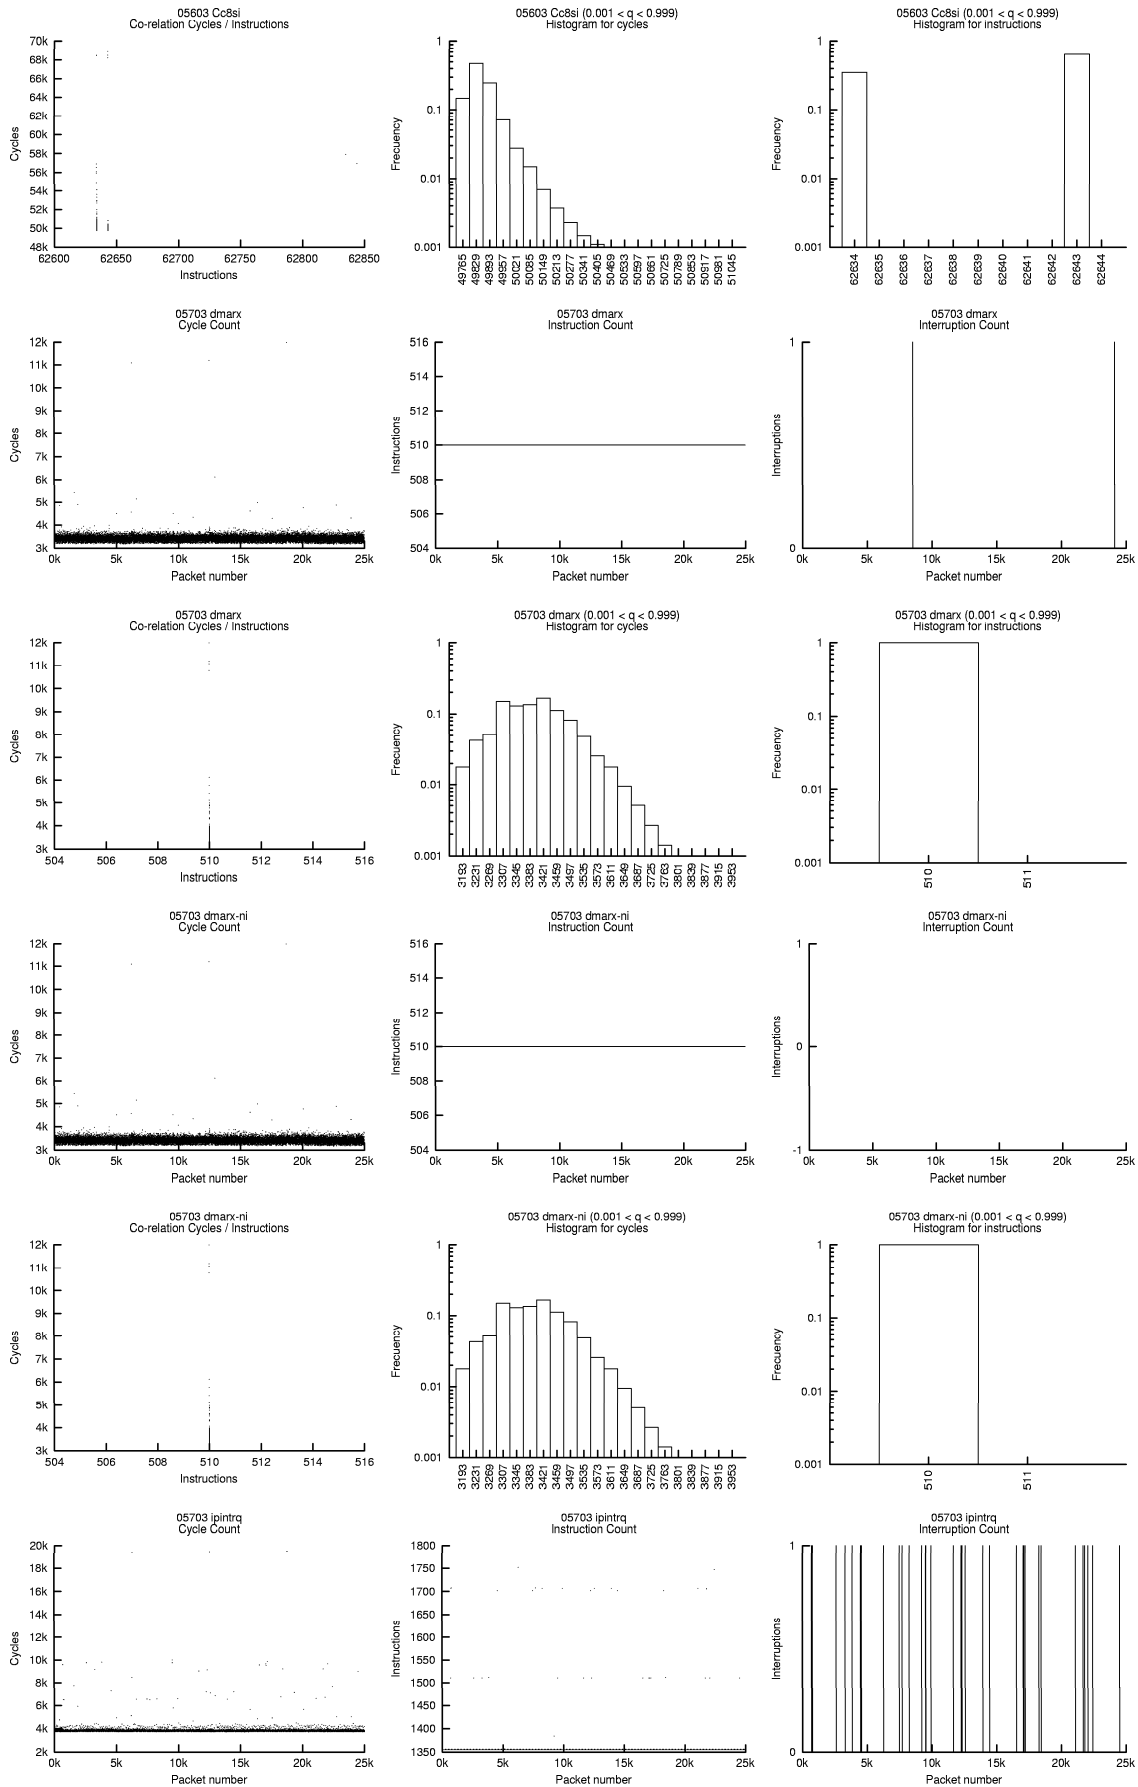 05603 Cc8si
Co-relation Cycles / Instructions
70k
68k
66k
64k
62k
60k
58k
56k
54k
52k
50k
48k
Cycles
62600 62650 62700 62750 62800 62850
Instructions
05603 Cc8si (0.001 < q < 0.999)
Histogram for cycles
1
0.1
0.01
0.001
Frecuency
49765 49829 49893 49957 50021 50085 50149 50213 50277 50341 50405 50469 50533 50597 50661 50725 50789 50853 50917 50981 51045
05603 Cc8si (0.001 < q < 0.999)
Histogram for instructions
1
0.1
0.01
0.001
Frecuency
62634 62635 62636 62637 62638 62639 62640 62641 62642 62643 62644
05703 dmarx
Cycle Count
12k
11k
10k
9k
8k
7k
6k
5k
4k
3k
Cycles
0k 5k 10k 15k 20k 25k
Packet number
05703 dmarx
Instruction Count
516
514
512
510
508
506
504
Instructions
0k 5k 10k 15k 20k 25k
Packet number
05703 dmarx
Interruption Count
1
0
Interruptions
0k 5k 10k 15k 20k 25k
Packet number
05703 dmarx
Co-relation Cycles / Instructions
12k
11k
10k
9k
8k
7k
6k
5k
4k
3k
Cycles
504 506 508 510 512 514 516
Instructions
05703 dmarx (0.001 < q < 0.999)
Histogram for cycles
1
0.1
0.01
0.001
Frecuency
3193 3231 3269 3307 3345 3383 3421 3459 3497 3535 3573 3611 3649 3687 3725 3763 3801 3839 3877 3915 3953
05703 dmarx (0.001 < q < 0.999)
Histogram for instructions
1
0.1
0.01
0.001
Frecuency
510 511
05703 dmarx-ni
Cycle Count
12k
11k
10k
9k
8k
7k
6k
5k
4k
3k
Cycles
0k 5k 10k 15k 20k 25k
Packet number
05703 dmarx-ni
Instruction Count
516
514
512
510
508
506
504
Instructions
0k 5k 10k 15k 20k 25k
Packet number
05703 dmarx-ni
Interruption Count
1
0
-1
Interruptions
0k 5k 10k 15k 20k 25k
Packet number
05703 dmarx-ni
Co-relation Cycles / Instructions
12k
11k
10k
9k
8k
7k
6k
5k
4k
3k
Cycles
504 506 508 510 512 514 516
Instructions
05703 dmarx-ni (0.001 < q < 0.999)
Histogram for cycles
1
0.1
0.01
0.001
Frecuency
3193 3231 3269 3307 3345 3383 3421 3459 3497 3535 3573 3611 3649 3687 3725 3763 3801 3839 3877 3915 3953
05703 dmarx-ni (0.001 < q < 0.999)
Histogram for instructions
1
0.1
0.01
0.001
Frecuency
510 511
05703 ipintrq
Cycle Count
20k
18k
16k
14k
12k
10k
8k
6k
4k
2k
Cycles
0k 5k 10k 15k 20k 25k
Packet number
05703 ipintrq
Instruction Count
1800
1750
1700
1650
1600
1550
1500
1450
1400
1350
Instructions
0k 5k 10k 15k 20k 25k
Packet number
05703 ipintrq
Interruption Count
1
0
Interruptions
0k 5k 10k 15k 20k 25k
Packet number